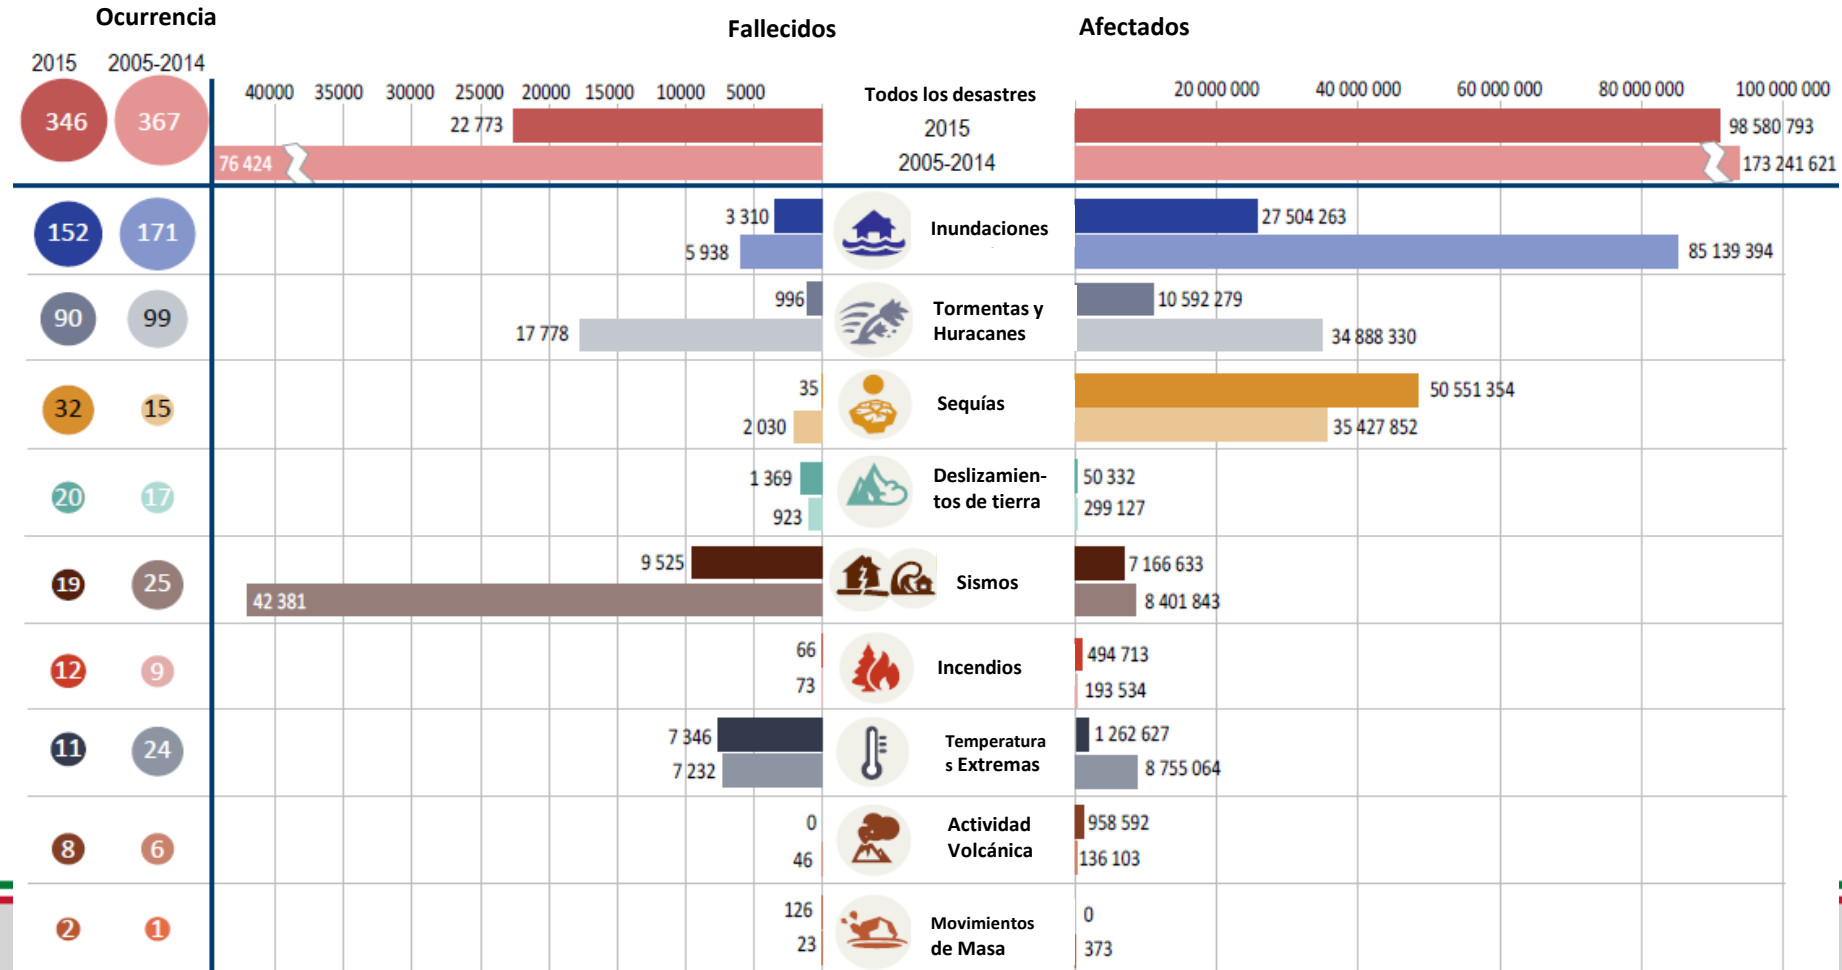 Ocurrencia
Fallecidos
Afectados
2015 2005-2014
40000 35000 30000 25000 20000 15000 10000 5000
Todos los desastres
20 000 000 40 000 000 60 000 000 80 000 000 100 000 000
346 367
22 773
2015
98 580 793
76 424
2005-2014
173 241 621
152 171
3 310
Inundaciones
27 504 263
5 938
85 139 394
90 99
996
Tormentas y
Huracanes
10 592 279
17 778
34 888 330
32 15
35
Sequías
50 551 354
2 030
35 427 852
20 17
1 369
Deslizamien-
tos de tierra
50 332
923
299 127
19 25
9 525
Sismos
7 166 633
42 381
8 401 843
12 9
66
Incendios
494 713
73
193 534
11 24
7 346
Temperatura
s Extremas
1 262 627
7 232
8 755 064
8 6
0
Actividad
Volcánica
958 592
46
136 103
2 1
126
Movimientos
de Masa
0
23
373